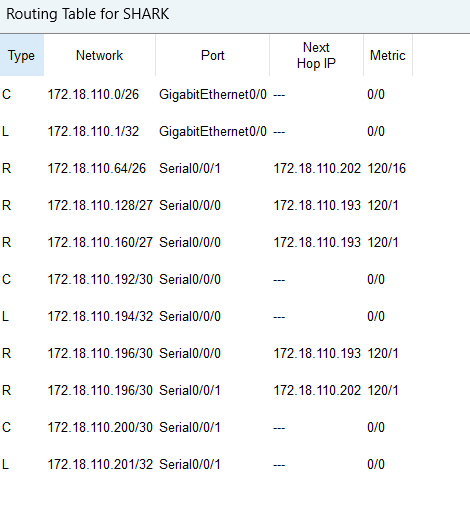 Routing Table for SHARK
Type Network Port Next Hop IP Metric
C 172.18.110.0/26 GigabitEthernet0/0 --- 0/0
L 172.18.110.1/32 GigabitEthernet0/0 --- 0/0
R 172.18.110.64/26 Serial0/0/1 172.18.110.202 120/16
R 172.18.110.128/27 Serial0/0/0 172.18.110.193 120/1
R 172.18.110.160/27 Serial0/0/0 172.18.110.193 120/1
C 172.18.110.192/30 Serial0/0/0 --- 0/0
L 172.18.110.194/32 Serial0/0/0 --- 0/0
R 172.18.110.196/30 Serial0/0/0 172.18.110.193 120/1
R 172.18.110.196/30 Serial0/0/1 172.18.110.202 120/1
C 172.18.110.200/30 Serial0/0/1 --- 0/0
L 172.18.110.201/32 Serial0/0/1 --- 0/0